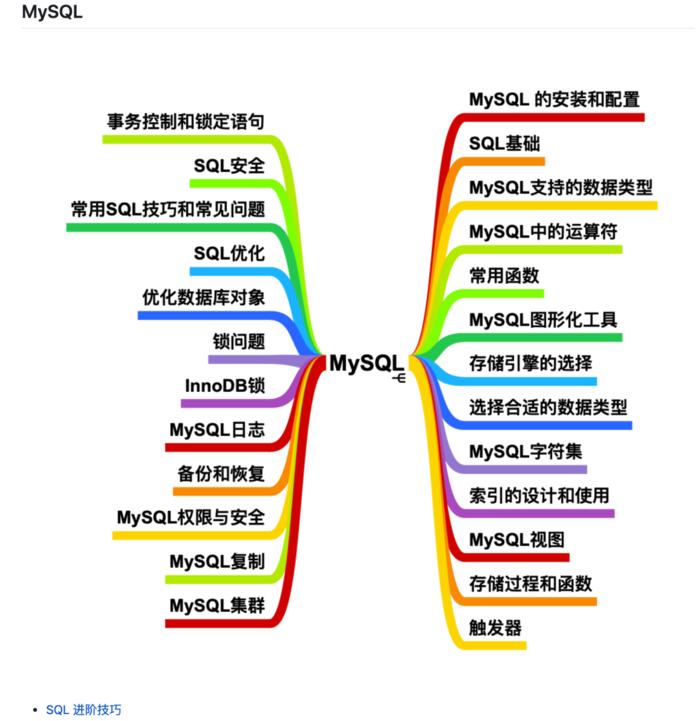 MySQL
MySQL
MySQL 的安装和配置
SQL基础
MySQL支持的数据类型
MySQL中的运算符
常用函数
MySQL图形化工具
存储引擎的选择
选择合适的数据类型
MySQL字符集
索引的设计和使用
MySQL视图
存储过程和函数
触发器
事务控制和锁定语句
SQL安全
常用SQL技巧和常见问题
SQL优化
优化数据库对象
锁问题
InnoDB锁
MySQL日志
备份和恢复
MySQL权限与安全
MySQL复制
MySQL集群
SQL 进阶技巧